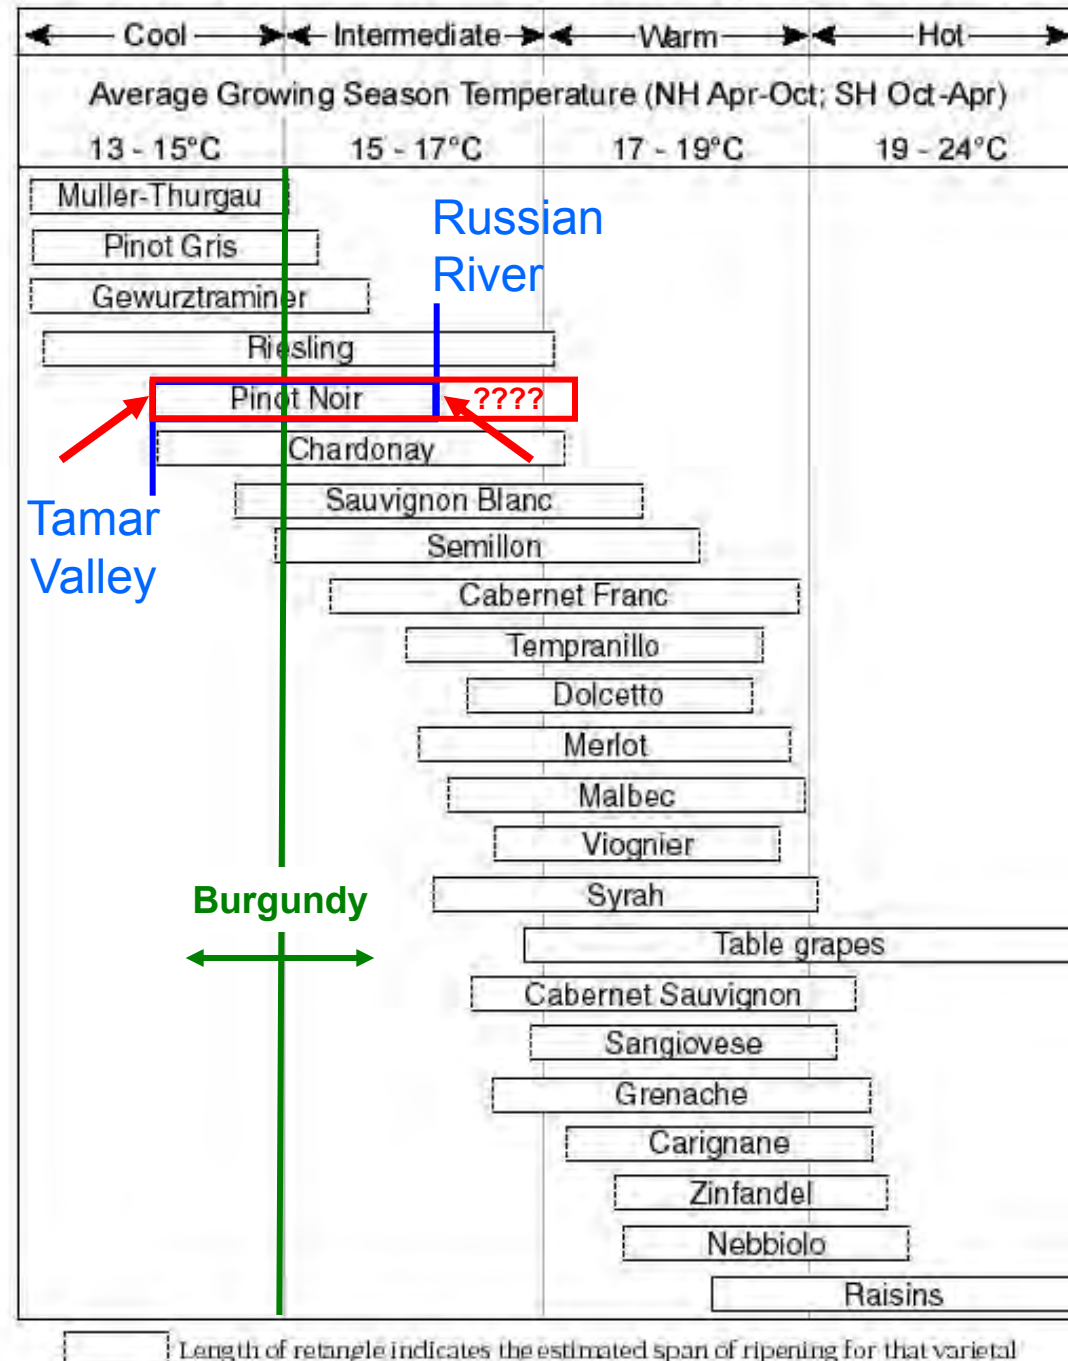 Cool Intermediate Warm Hot
Average Growing Season Temperature (NH Apr-Oct; SH Oct-Apr)
13 - 15°C 15 - 17°C 17 - 19°C 19 - 24°C
Muller-Thurgau
Russian
River
Pinot Gris
Gewurztraminer
Riesling
Pinot Noir ????
Chardonay
Tamar
Valley
Sauvignon Blanc
Semillon
Cabernet Franc
Tempranillo
Dolcetto
Merlot
Malbec
Viognier
Syrah
Burgundy
Table grapes
Cabernet Sauvignon
Sangiovese
Grenache
Carignane
Zinfandel
Nebbiolo
Raisins
Length of retangle indicates the estimated span of ripening for that varietal